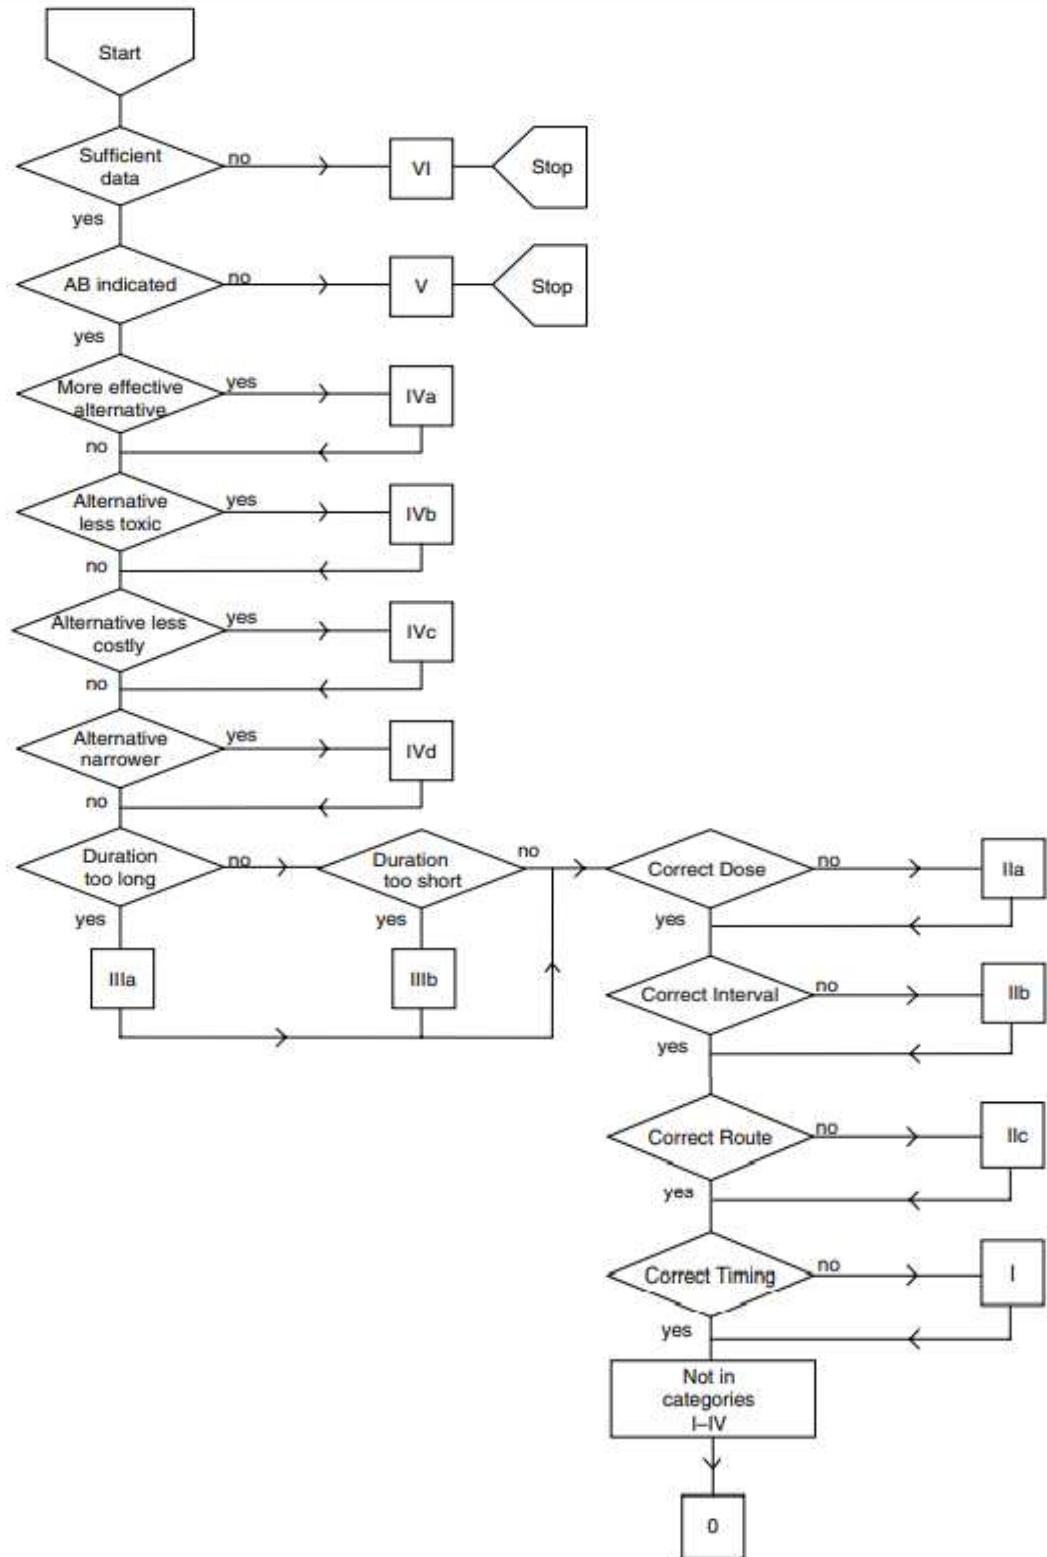 Start
Sufficient
data
no
VI
Stop
yes
AB indicated
no
V
Stop
yes
More effective
alternative
yes
IVa
no
Alternative
less toxic
yes
IVb
no
Alternative less
costly
yes
IVc
no
Alternative
narrower
yes
IVd
no
Duration
too long
no
Duration
too short
no
Correct Dose
no
IIa
yes
IIIa
yes
IIIb
yes
Correct Interval
no
IIb
yes
Correct Route
no
IIc
yes
Correct Timing
no
I
yes
Not in
categories
I–IV
0